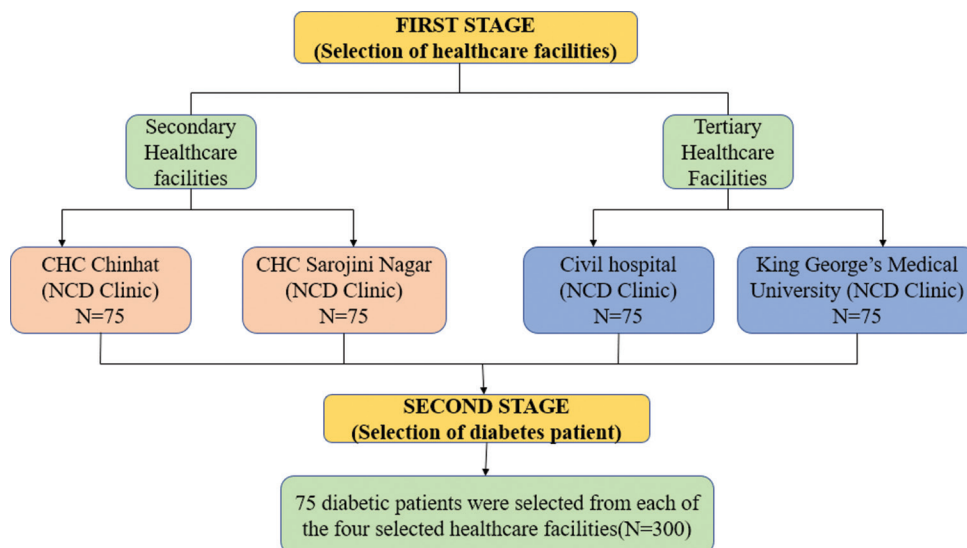 FIRST STAGE
(Selection of healthcare facilities)
Secondary
Healthcare
facilities
Tertiary
Healthcare
Facilities
CHC Chinhat
(NCD Clinic)
N=75
CHC Sarojini Nagar
(NCD Clinic)
N=75
Civil hospital
(NCD Clinic)
N=75
King George’s Medical
University (NCD Clinic)
N=75
SECOND STAGE
(Selection of diabetes patient)
75 diabetic patients were selected from each of
the four selected healthcare facilities(N=300)